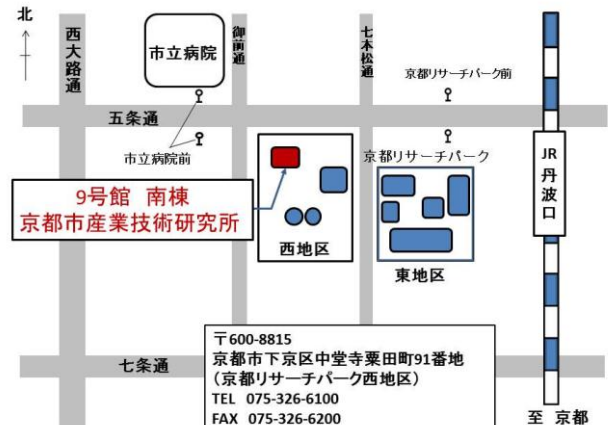 北
西大路通
市立病院
御前通
七本松通
京都リサーチパーク前
五条通
市立病院前
京都リサーチパーク
JR丹波口
9号館 南棟
京都市産業技術研究所
西地区
東地区
七条通
〒600-8815
京都市下京区中堂寺粟田町91番地
(京都リサーチパーク西地区)
TEL 075-326-6100
FAX 075-326-6200
至 京都